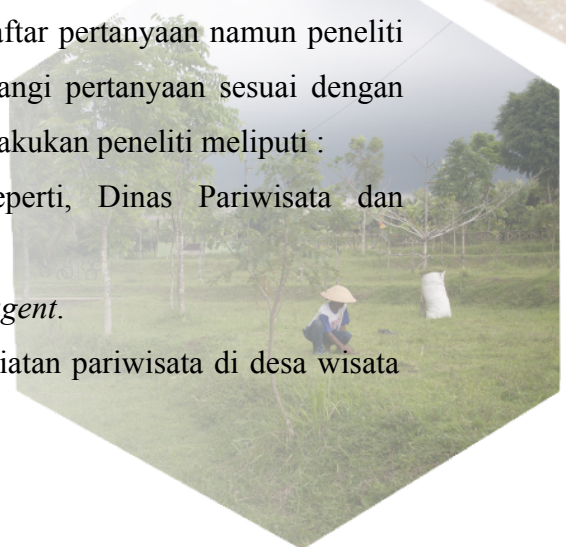 aftar pertanyaan namun peneliti
angi pertanyaan sesuai dengan
akukan peneliti meliputi :
eperti, Dinas Pariwisata dan
gent.
iatan pariwisata di desa wisata